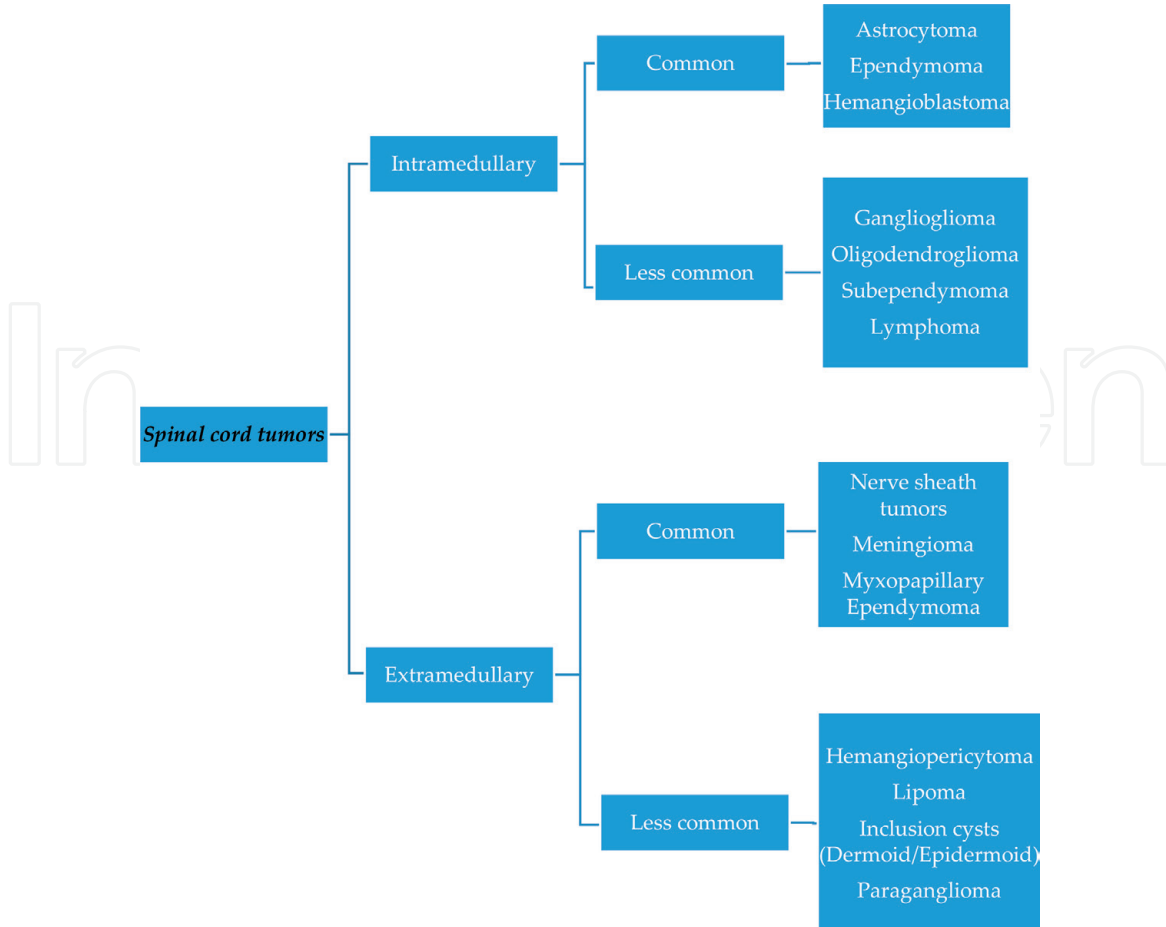 Spinal cord tumors
Intramedullary
Common
Astrocytoma
Ependymoma
Hemangioblastoma
Less common
Ganglioglioma
Oligodendroglioma
Subependymoma
Lymphoma
Extramedullary
Common
Nerve sheath
tumors
Meningioma
Myxopapillary
Ependymoma
Less common
Hemangiopericytoma
Lipoma
Inclusion cysts
(Dermoid/Epidermoid)
Paraganglioma